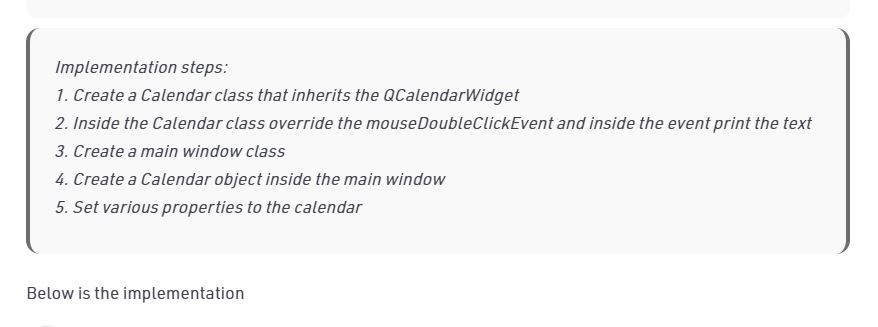 Implementation steps:
1. Create a Calendar class that inherits the QCalendarWidget
2. Inside the Calendar class override the mouseDoubleClickEvent and inside the event print the text
3. Create a main window class
4. Create a Calendar object inside the main window
5. Set various properties to the calendar
Below is the implementation